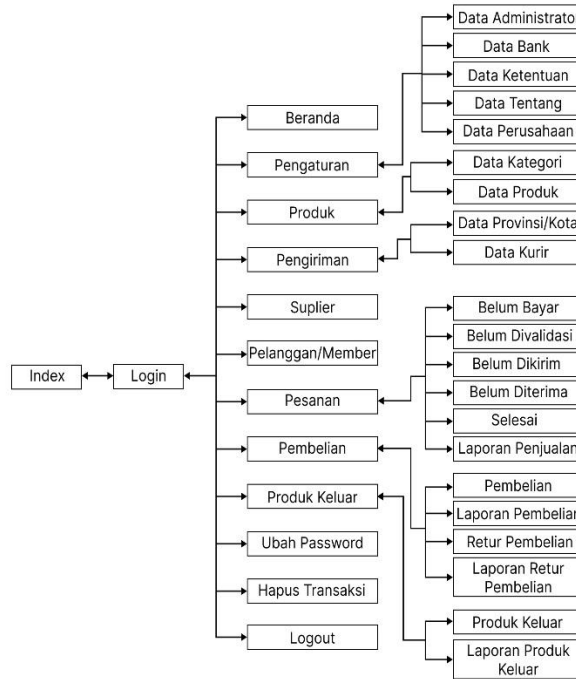 Index
Login
Beranda
Pengaturan
Produk
Pengiriman
Suplier
Pelanggan/Member
Pesanan
Pembelian
Produk Keluar
Ubah Password
Hapus Transaksi
Logout
Data Administrator
Data Bank
Data Ketentuan
Data Tentang
Data Perusahaan
Data Kategori
Data Produk
Data Provinsi/Kota
Data Kurir
Belum Bayar
Belum Divalidasi
Belum Dikirim
Belum Diterima
Selesai
Laporan Penjualan
Pembelian
Laporan Pembelian
Retur Pembelian
Laporan Retur
Pembelian
Produk Keluar
Laporan Produk
Keluar